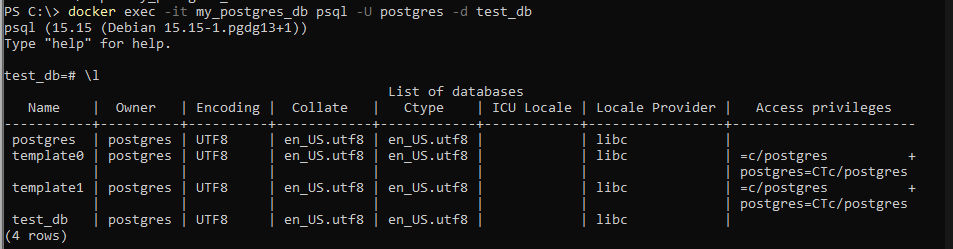 PS C:\> docker exec -it my_postgres_db psql -U postgres -d test_db
psql (15.15 (Debian 15.15-1.pgdg13+1))
Type "help" for help.

test_db=# \l
                                                List of databases
   Name    |  Owner   | Encoding |  Collate   |   Ctype    | ICU Locale | Locale Provider |   Access privileges
-----------+----------+----------+------------+------------+------------+-----------------+-----------------------
 postgres  | postgres | UTF8     | en_US.utf8 | en_US.utf8 |            | libc            |
 template0 | postgres | UTF8     | en_US.utf8 | en_US.utf8 |            | libc            | =c/postgres          +
           |          |          |            |            |            |                 | postgres=CTc/postgres
 template1 | postgres | UTF8     | en_US.utf8 | en_US.utf8 |            | libc            | =c/postgres          +
           |          |          |            |            |            |                 | postgres=CTc/postgres
 test_db   | postgres | UTF8     | en_US.utf8 | en_US.utf8 |            | libc            |
(4 rows)